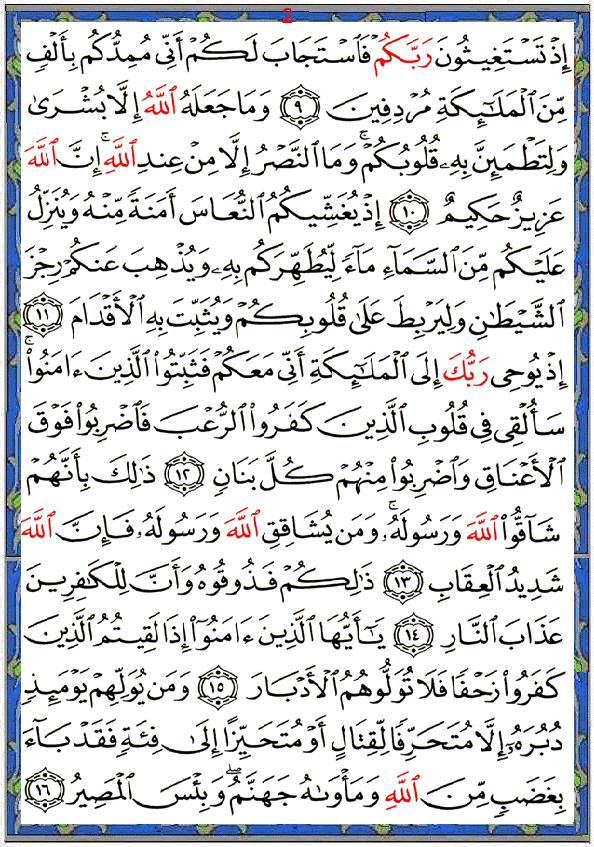 2
إِذْ تَسْتَغِيثُونَ رَبَّكُمْ فَٱسْتَجَابَ لَكُمْ أَنِّى مُمِدُّكُم بِأَلْفٍ
مِّنَ ٱلْمَلَٰٓئِكَةِ مُرْدِفِينَ ٩ وَمَا جَعَلَهُ ٱللَّهُ إِلَّا بُشْرَىٰ
وَلِتَطْمَئِنَّ بِهِۦ قُلُوبُكُمْ ۚ وَمَا ٱلنَّصْرُ إِلَّا مِنْ عِندِ ٱللَّهِ ۚ إِنَّ ٱللَّهَ
عَزِيزٌ حَكِيمٌ ١٠ إِذْ يُغَشِّيكُمُ ٱلنُّعَاسَ أَمَنَةً مِّنْهُ وَيُنَزِّلُ
عَلَيْكُم مِّنَ ٱلسَّمَآءِ مَآءً لِّيُطَهِّرَكُم بِهِۦ وَيُذْهِبَ عَنكُمْ رِجْزَ
ٱلشَّيْطَٰنِ وَلِيَرْبِطَ عَلَىٰ قُلُوبِكُمْ وَيُثَبِّتَ بِهِ ٱلْأَقْدَامَ ١١
إِذْ يُوحِى رَبُّكَ إِلَى ٱلْمَلَٰٓئِكَةِ أَنِّى مَعَكُمْ فَثَبِّتُوا۟ ٱلَّذِينَ ءَامَنُوا۟ ۚ
سَأُلْقِى فِى قُلُوبِ ٱلَّذِينَ كَفَرُوا۟ ٱلرُّعْبَ فَٱضْرِبُوا۟ فَوْقَ
ٱلْأَعْنَاقِ وَٱضْرِبُوا۟ مِنْهُمْ كُلَّ بَنَانٍ ١٢ ذَٰلِكَ بِأَنَّهُمْ
شَآقُّوا۟ ٱللَّهَ وَرَسُولَهُۥ ۚ وَمَن يُشَاقِقِ ٱللَّهَ وَرَسُولَهُۥ فَإِنَّ ٱللَّهَ
شَدِيدُ ٱلْعِقَابِ ١٣ ذَٰلِكُمْ فَذُوقُوهُ وَأَنَّ لِلْكَٰفِرِينَ
عَذَابَ ٱلنَّارِ ١٤ يَٰٓأَيُّهَا ٱلَّذِينَ ءَامَنُوٓا۟ إِذَا لَقِيتُمُ ٱلَّذِينَ
كَفَرُوا۟ زَحْفًا فَلَا تُوَلُّوهُمُ ٱلْأَدْبَارَ ١٥ وَمَن يُوَلِّهِمْ يَوْمَئِذٍ
دُبُرَهُۥٓ إِلَّا مُتَحَرِّفًا لِّقِتَالٍ أَوْ مُتَحَيِّزًا إِلَىٰ فِئَةٍ فَقَدْ بَآءَ
بِغَضَبٍ مِّنَ ٱللَّهِ وَمَأْوَىٰهُ جَهَنَّمُ ۖ وَبِئْسَ ٱلْمَصِيرُ ١٦